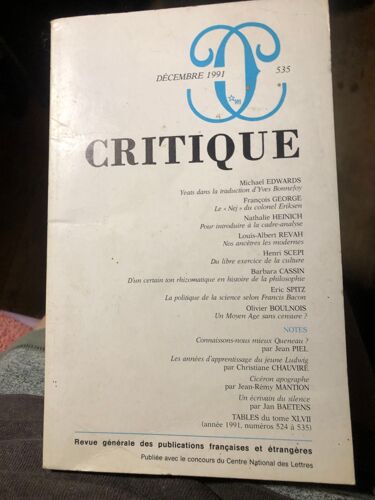 DÉCEMBRE 1991
535
CRITIQUE
Michael EDWARDS
Yeats dans la traduction d'Yves Bonnefoy
François GEORGE
Le « Nej » du colonel Eriksen
Nathalie HEINICH
Pour introduire à la cadre-analyse
Louis-Albert REVAH
Nos ancêtres les modernes
Henri SCEPI
Du libre exercice de la culture
Barbara CASSIN
D'un certain ton rhizomatique en histoire de la philosophie
Eric SPITZ
La politique de la science selon Francis Bacon
Olivier BOULNOIS
Un Moyen Age sans censure ?
NOTES
Connaissons-nous mieux Queneau ?
par Jean PIEL
Les années d'apprentissage du jeune Ludwig
par Christiane CHAUVIRÉ
Cicéron apographe
par Jean-Rémy MANTION
Un écrivain du silence
par Jan BAETENS
TABLES du tome XLVII
(année 1991, numéros 524 à 535)
Revue générale des publications françaises et étrangères
Publiée avec le concours du Centre National des Lettres